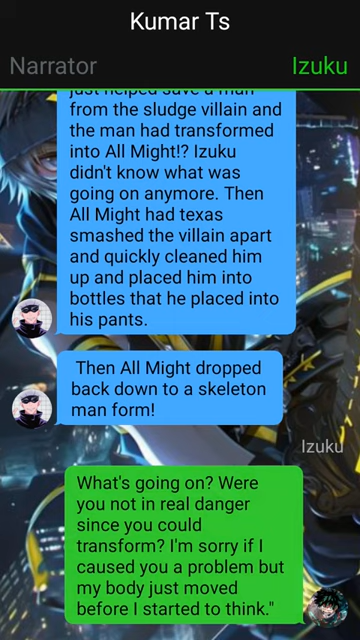 Kumar Ts
Narrator
Izuku
just helped save a man
from the sludge villain and
the man had transformed
into All Might!? Izuku
didn't know what was
going on anymore. Then
All Might had texas
smashed the villain apart
and quickly cleaned him
up and placed him into
bottles that he placed into
his pants.
Then All Might dropped
back down to a skeleton
man form!
Izuku
What's going on? Were
you not in real danger
since you could
transform? I'm sorry if I
caused you a problem but
my body just moved
before I started to think."